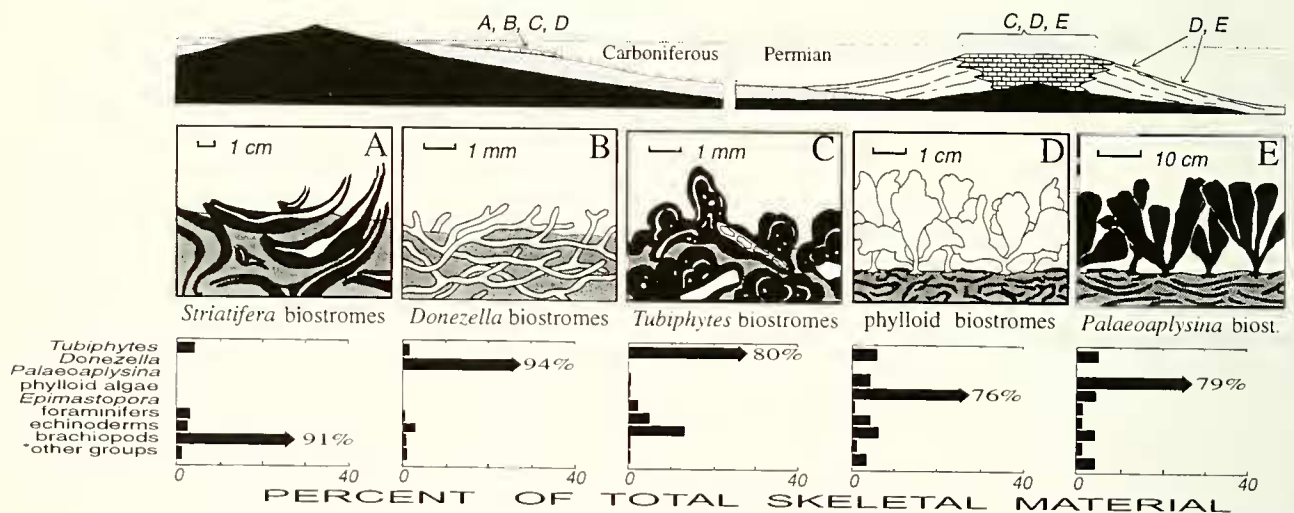 A, B, C, D
Carboniferous
Permian
C, D, E
D, E
1 cm A
1 mm B
1 mm C
1 mm D
10 cm E
Striatifera biostromes
Donezella biostromes
Tubiphytes biostromes
phylloid biostromes
Palaeoaplysina biost.
Tubiphytes
Donezella
Palaeoaplysina
phylloid algae
Epimastopora
foraminifers
echinoderms
brachiopods
*other groups
91%
94%
80%
76%
79%
0 40
0 40
0 40
0 40
0 40
PERCENT OF TOTAL SKELETAL MATERIAL